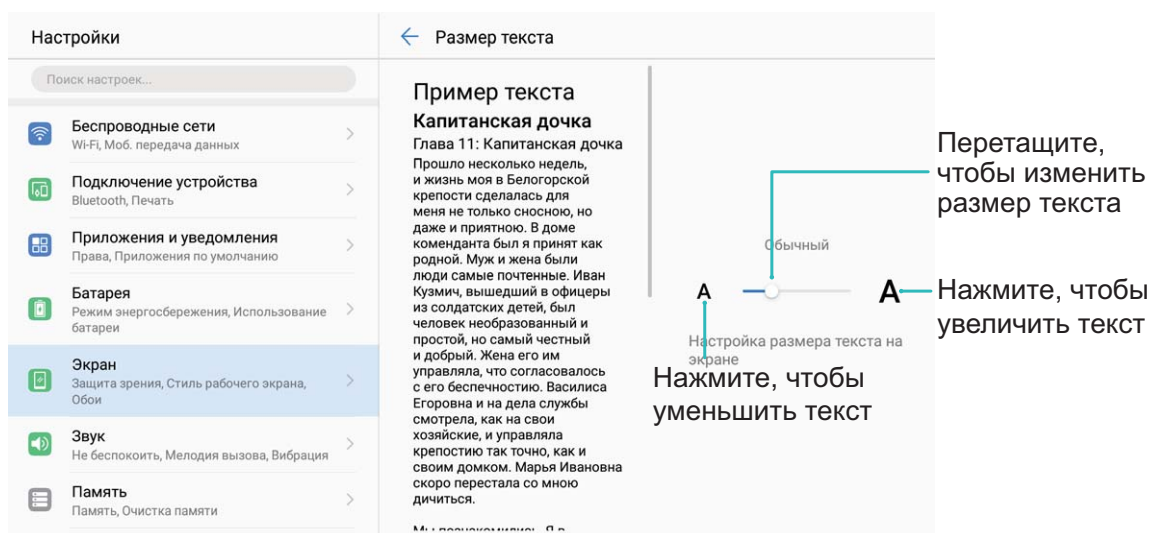 Настройки
Поиск настроек...
Беспроводные сети
Wi-Fi, Моб. передача данных
Подключение устройства
Bluetooth, Печать
Приложения и уведомления
Права, Приложения по умолчанию
Батарея
Режим энергосбережения, Использование
батареи
Экран
Защита зрения, Стиль рабочего экрана,
Обои
Звук
Не беспокоить, Мелодия вызова, Вибрация
Память
Память, Очистка памяти
Размер текста
Пример текста
Капитанская дочка
Глава 11: Капитанская дочка
Прошло несколько недель,
и жизнь моя в Белогорской
крепости сделалась для
меня не только сносною, но
даже и приятною. В доме
коменданта был я принят как
родной. Муж и жена были
люди самые почтенные. Иван
Кузмич, вышедший в офицеры
из солдатских детей, был
человек необразованный и
простой, но самый честный
и добрый. Жена его им
управляла, что согласовалось
с его беспечностию. Василиса
Егоровна и на дела службы
смотрела, как на свои
хозяйские, и управляла
крепостию так точно, как и
своим домком. Марья Ивановна
скоро перестала со мною
дичиться.
Мы познакомились. Я в
Обычный
A
A
Настройка размера текста на
экране
Нажмите, чтобы
уменьшить текст
Перетащите,
чтобы изменить
размер текста
Нажмите, чтобы
увеличить текст